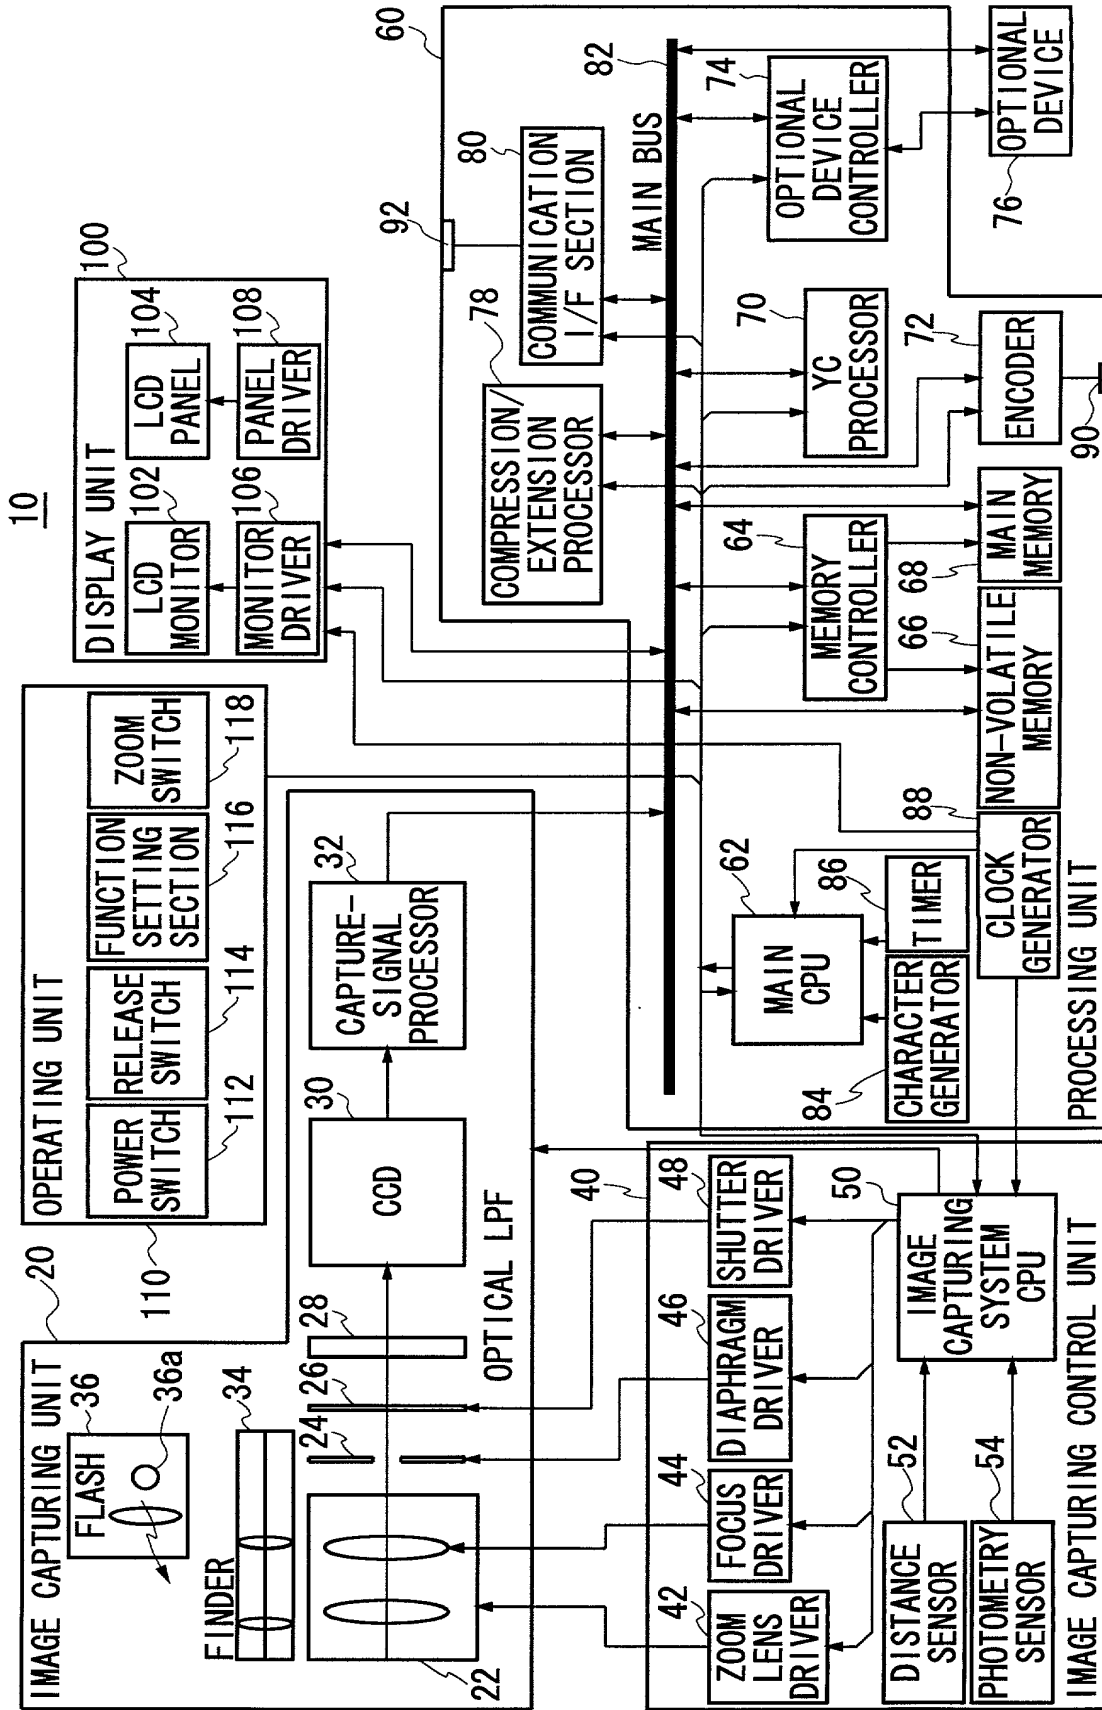 10
IMAGE CAPTURING UNIT
20
FLASH
36
36a
FINDER
34
22
24
26
28
OPTICAL LPF
CCD
30
CAPTURE-
SIGNAL
PROCESSOR
32
OPERATING UNIT
110
POWER
SWITCH
112
RELEASE
SWITCH
114
FUNCTION
SETTING
SECTION
116
ZOOM
SWITCH
118
DISPLAY UNIT
100
LCD
MONITOR
102
LCD
PANEL
104
MONITOR
DRIVER
106
PANEL
DRIVER
108
IMAGE CAPTURING CONTROL UNIT
40
ZOOM
LENS
DRIVER
42
FOCUS
DRIVER
44
DIAPHRAGM
DRIVER
46
SHUTTER
DRIVER
48
IMAGE
CAPTURING
SYSTEM
CPU
50
DISTANCE
SENSOR
52
PHOTOMETRY
SENSOR
54
PROCESSING UNIT
60
MAIN BUS
82
COMPRESSION/
EXTENSION
PROCESSOR
78
COMMUNICATION
I/F SECTION
80
92
MAIN
CPU
62
CHARACTER
GENERATOR
84
TIMER
86
CLOCK
GENERATOR
88
MEMORY
CONTROLLER
64
NON-VOLATILE
MEMORY
66
MAIN
MEMORY
68
YC
PROCESSOR
70
ENCODER
72
90
OPTIONAL
DEVICE
CONTROLLER
74
OPTIONAL
DEVICE
76